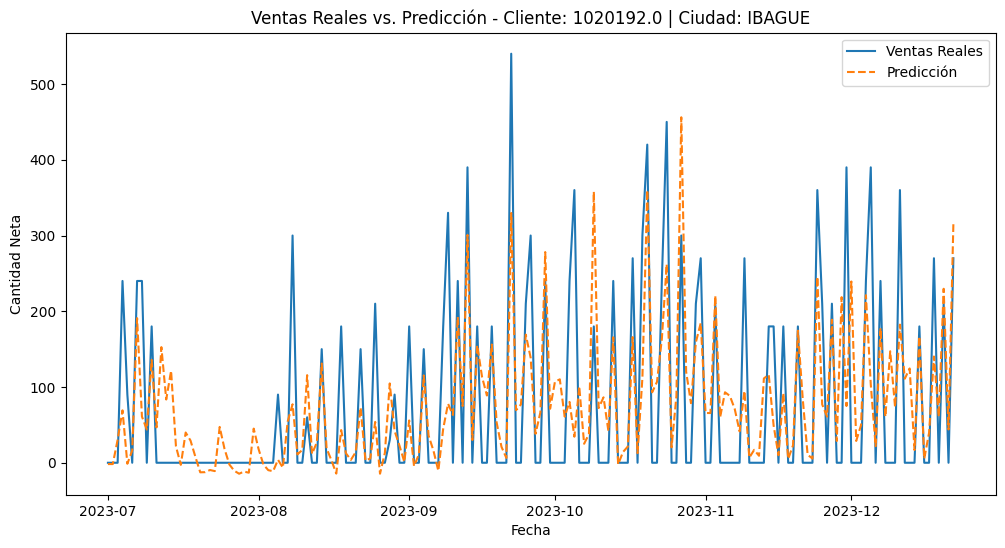 Ventas Reales vs. Predicción - Cliente: 1020192.0 | Ciudad: IBAGUE
Ventas Reales
Predicción
Cantidad Neta
500
400
300
200
100
0
2023-07
2023-08
2023-09
2023-10
2023-11
2023-12
Fecha